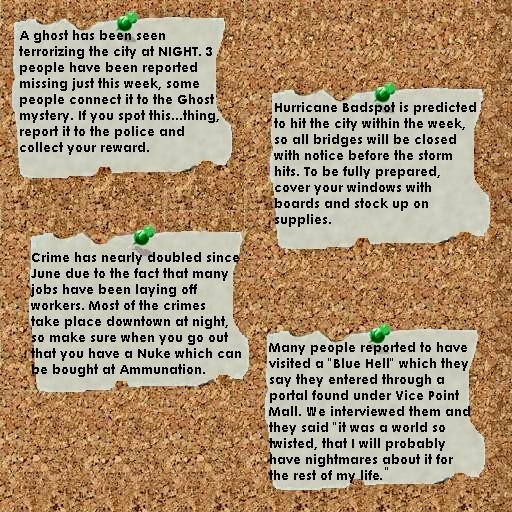 A ghost has been seen
terrorizing the city at NIGHT. 3
people have been reported
missing just this week, some
people connect it to the Ghost
mystery. If you spot this...thing,
report it to the police and
collect your reward.
Hurricane Badspot is predicted
to hit the city within the week,
so all bridges will be closed
with notice before the storm
hits. To be fully prepared,
cover your windows with
boards and stock up on
supplies.
Crime has nearly doubled since
June due to the fact that many
jobs have been laying off
workers. Most of the crimes
take place downtown at night,
so make sure when you go out
that you have a Nuke which can
be bought at Ammunation.
Many people reported to have
visited a "Blue Hell" which they
say they entered through a
portal found under Vice Point
Mall. We interviewed them and
they said "it was a world so
twisted, that I will probably
have nightmares about it for
the rest of my life."